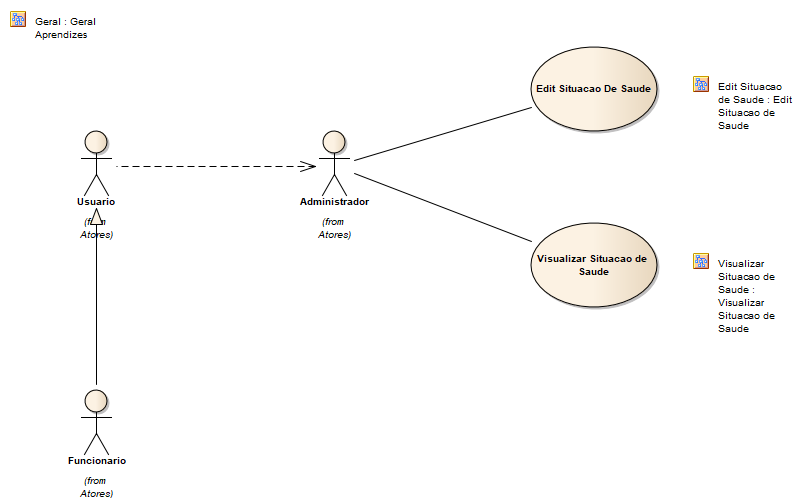 Geral : Geral
Aprendizes
Edit Situacao De Saude
Edit Situacao
de Saude : Edit
Situacao de
Saude
Usuario
(from
Atores)
Administrador
(from
Atores)
Visualizar Situacao de
Saude
Visualizar
Situacao de
Saude :
Visualizar
Situacao de
Saude
Funcionario
(from
Atores)